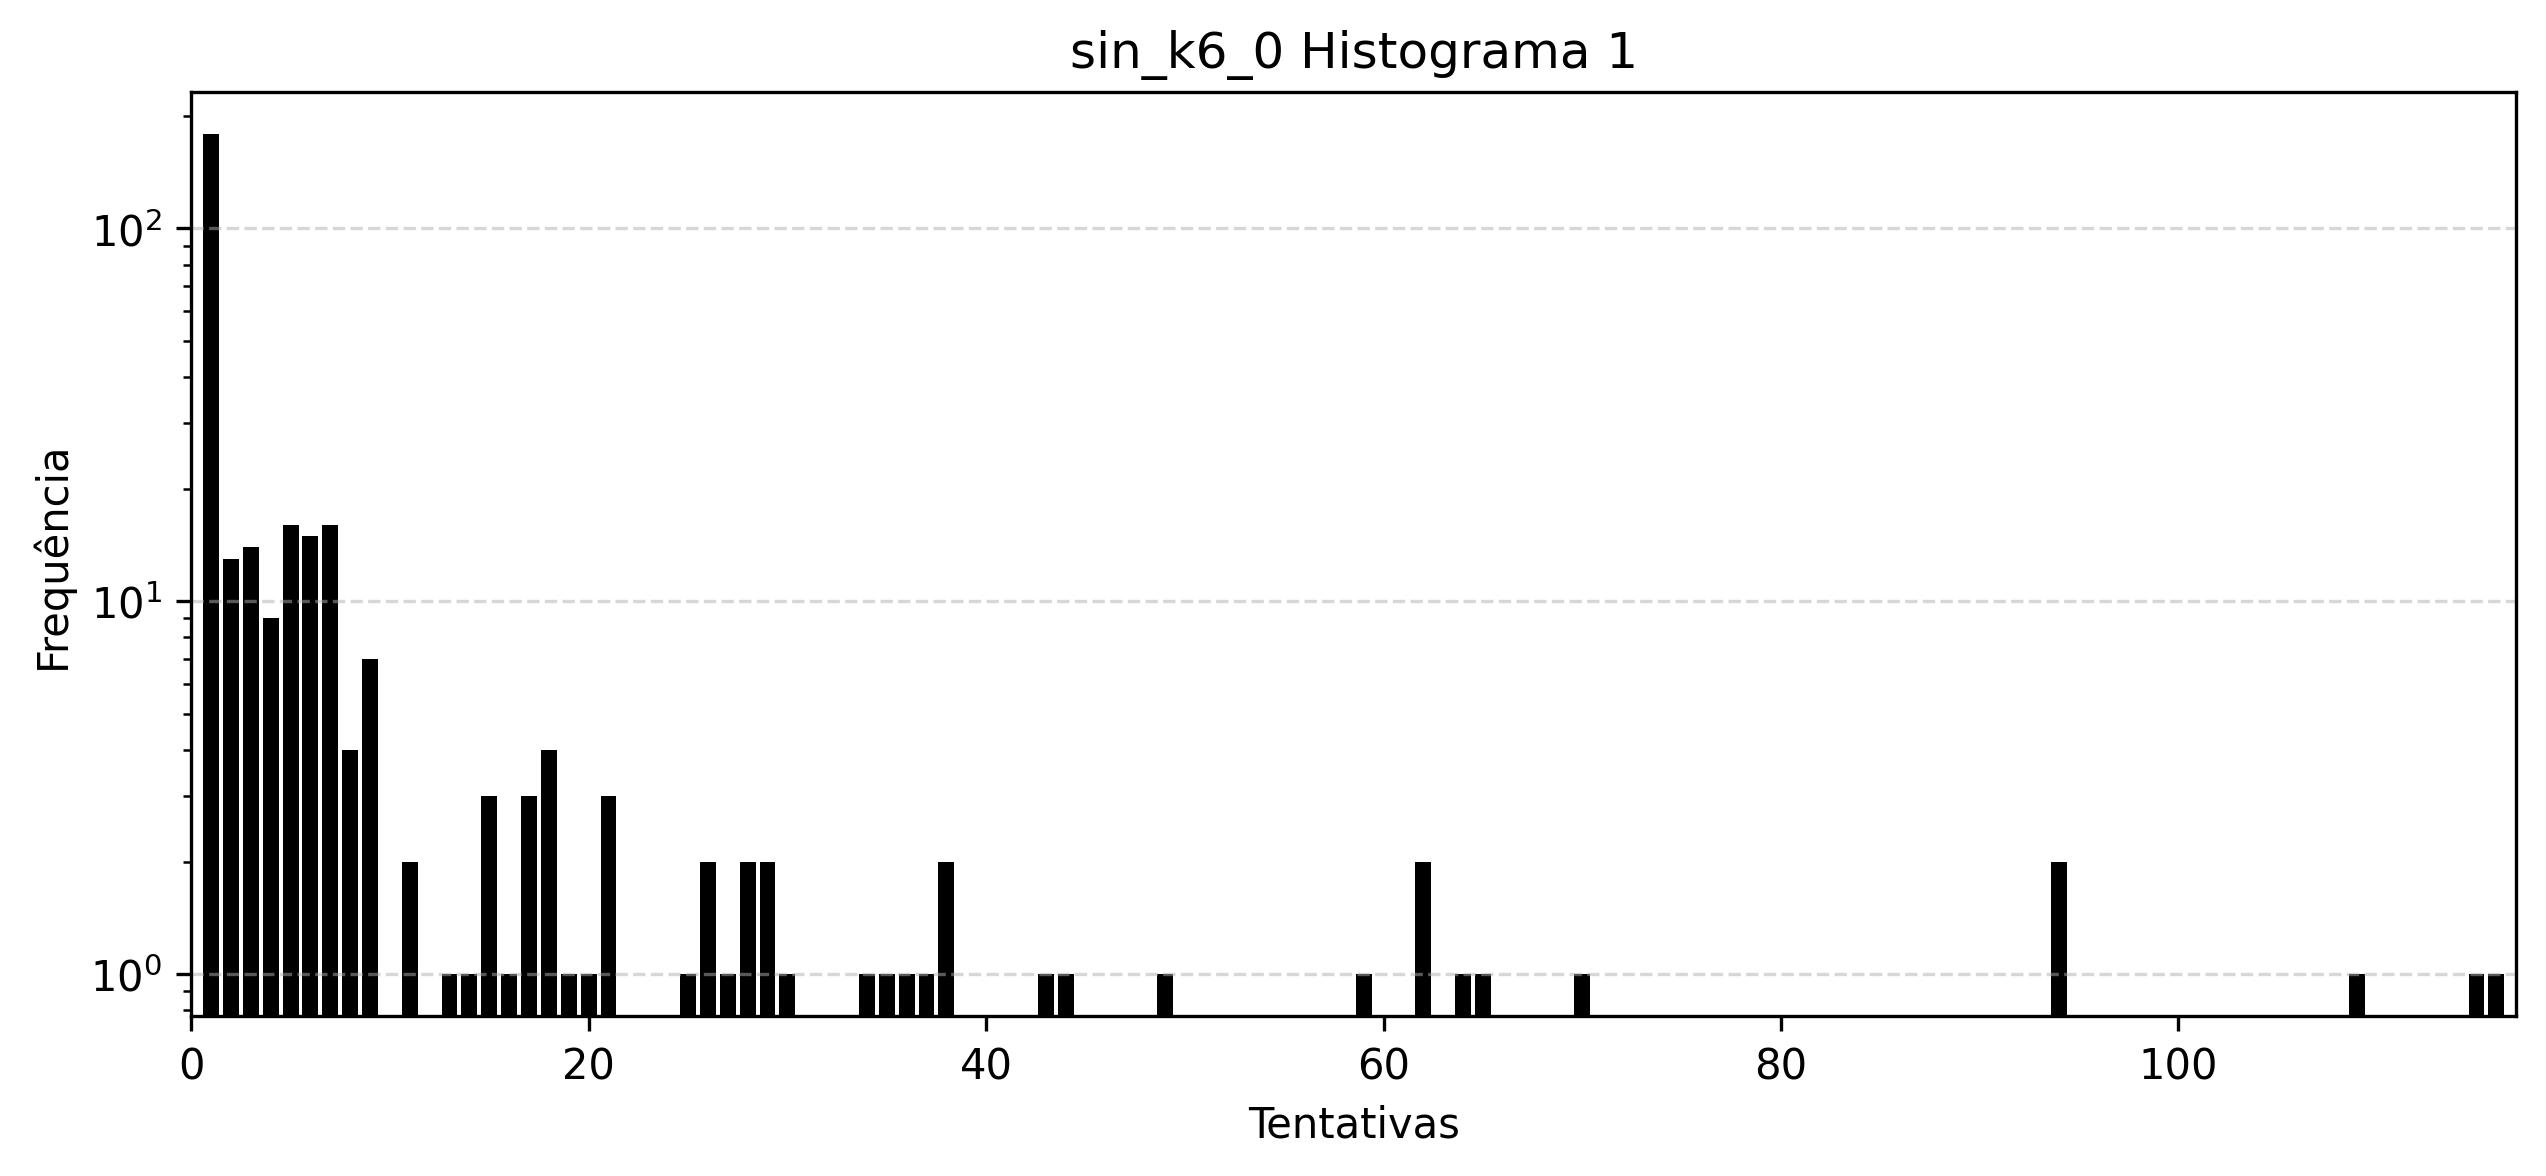 sin_k6_0 Histograma 1
Frequência
10²
10¹
10⁰
0 20 40 60 80 100
Tentativas